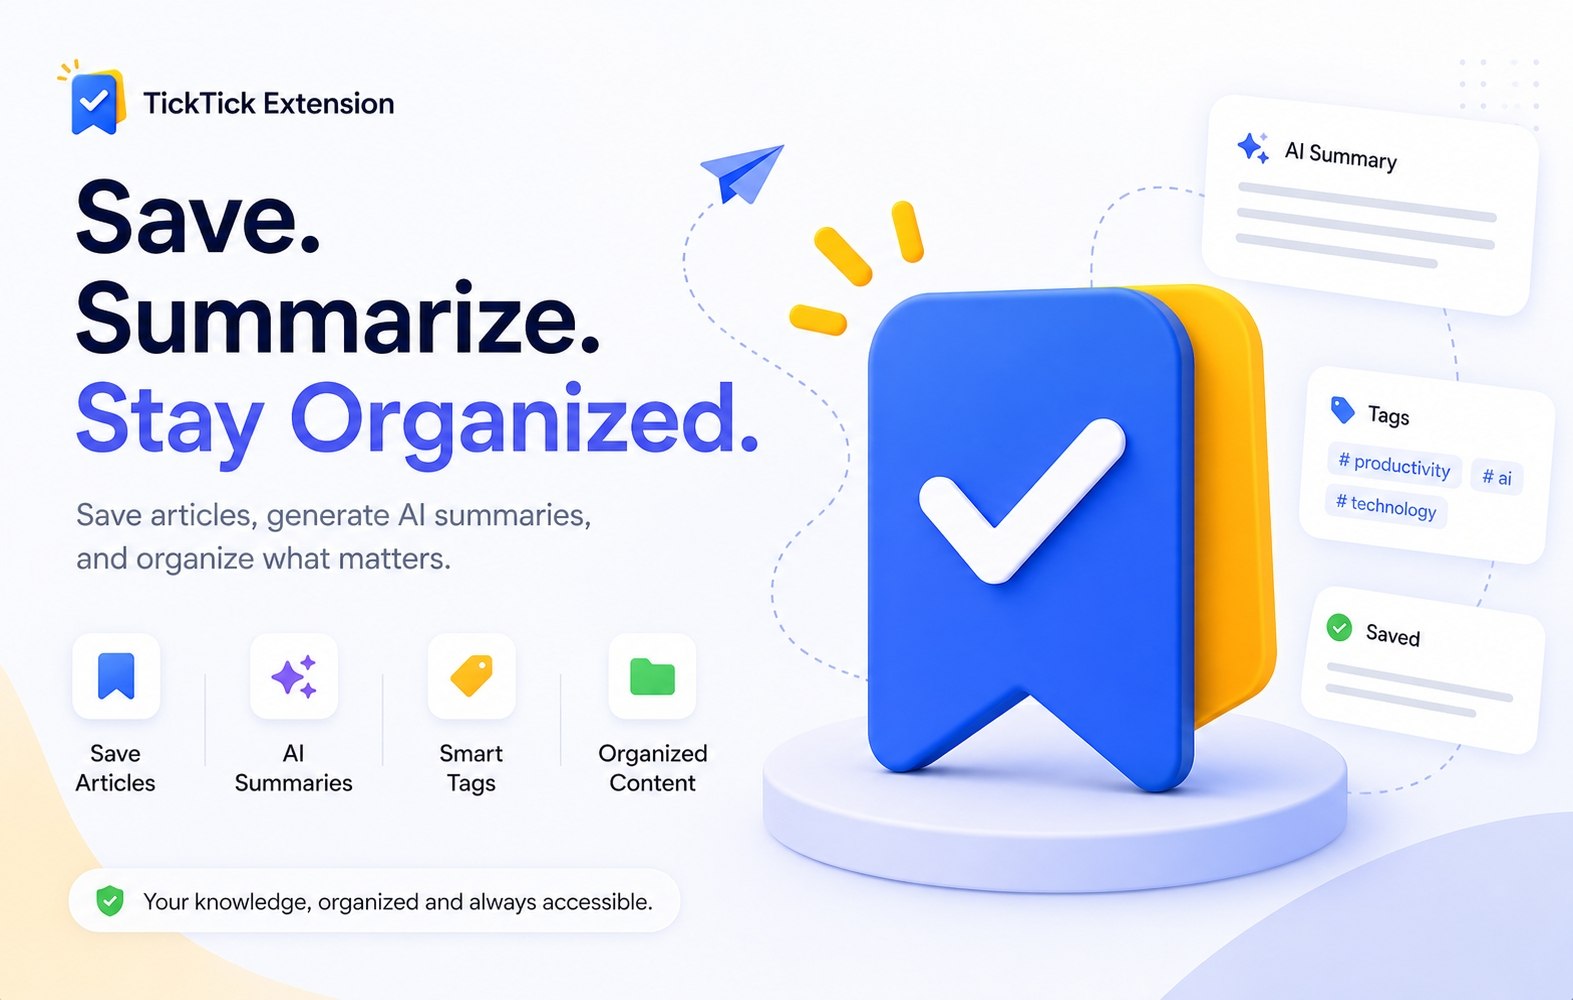 TickTick Extension
Save.
Summarize.
Stay Organized.
Save articles, generate AI summaries,
and organize what matters.
Save
Articles
AI
Summaries
Smart
Tags
Organized
Content
Your knowledge, organized and always accessible.
AI Summary
Tags
# productivity
# ai
# technology
Saved